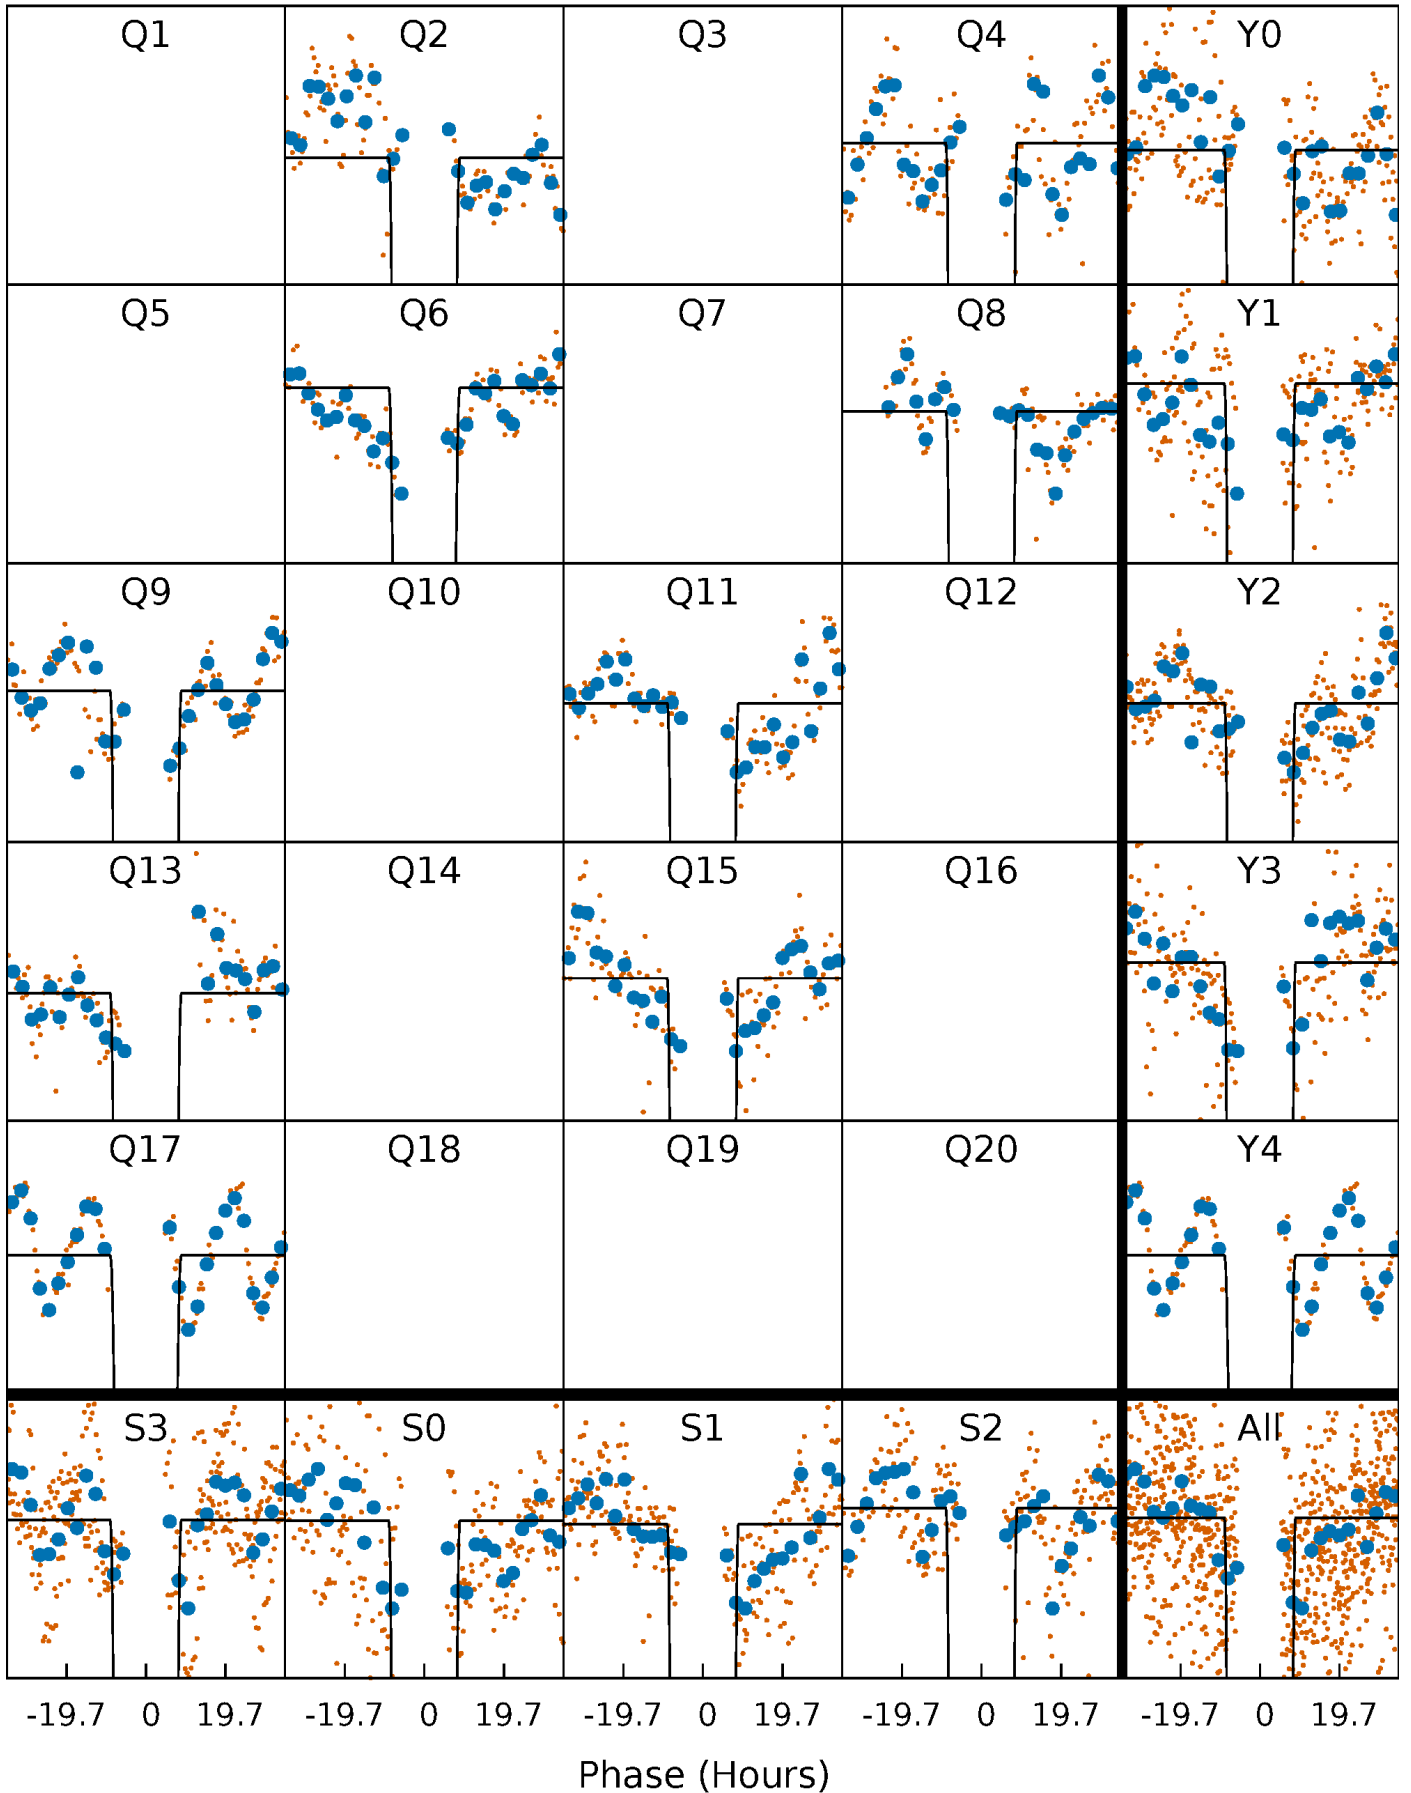 Q1 Q2 Q3 Q4 Y0
Q5 Q6 Q7 Q8 Y1
Q9 Q10 Q11 Q12 Y2
Q13 Q14 Q15 Q16 Y3
Q17 Q18 Q19 Q20 Y4
S3 S0 S1 S2 All
-19.7 0 19.7 -19.7 0 19.7 -19.7 0 19.7 -19.7 0 19.7 -19.7 0 19.7
Phase (Hours)